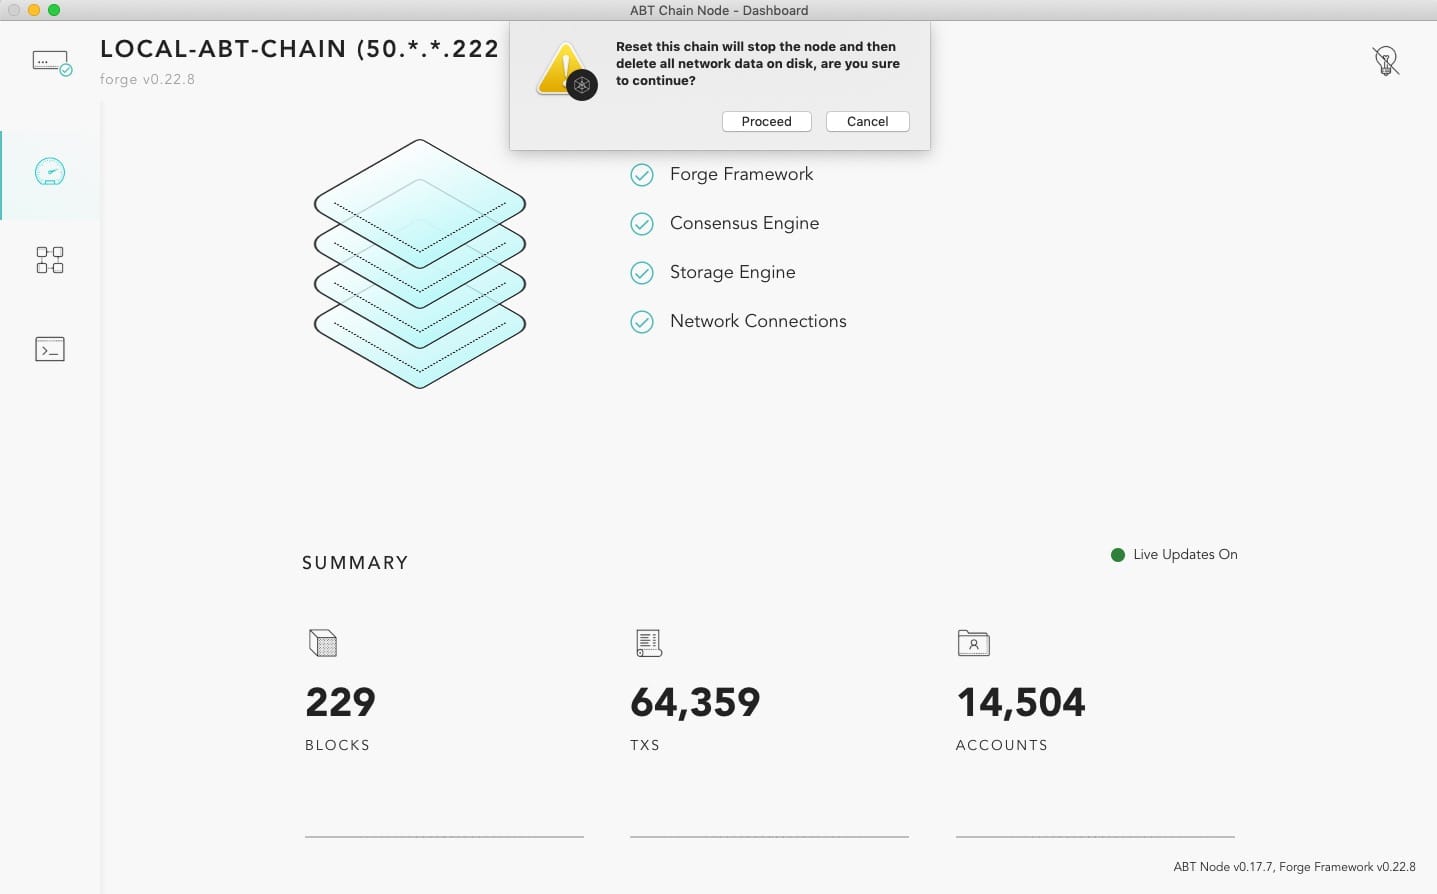 ABT Chain Node - Dashboard
LOCAL-ABT-CHAIN (50.*.*.222
forge v0.22.8
Reset this chain will stop the node and then
delete all network data on disk, are you sure
to continue?
Proceed
Cancel
Forge Framework
Consensus Engine
Storage Engine
Network Connections
SUMMARY
Live Updates On
229
BLOCKS
64,359
TXS
14,504
ACCOUNTS
ABT Node v0.17.7, Forge Framework v0.22.8